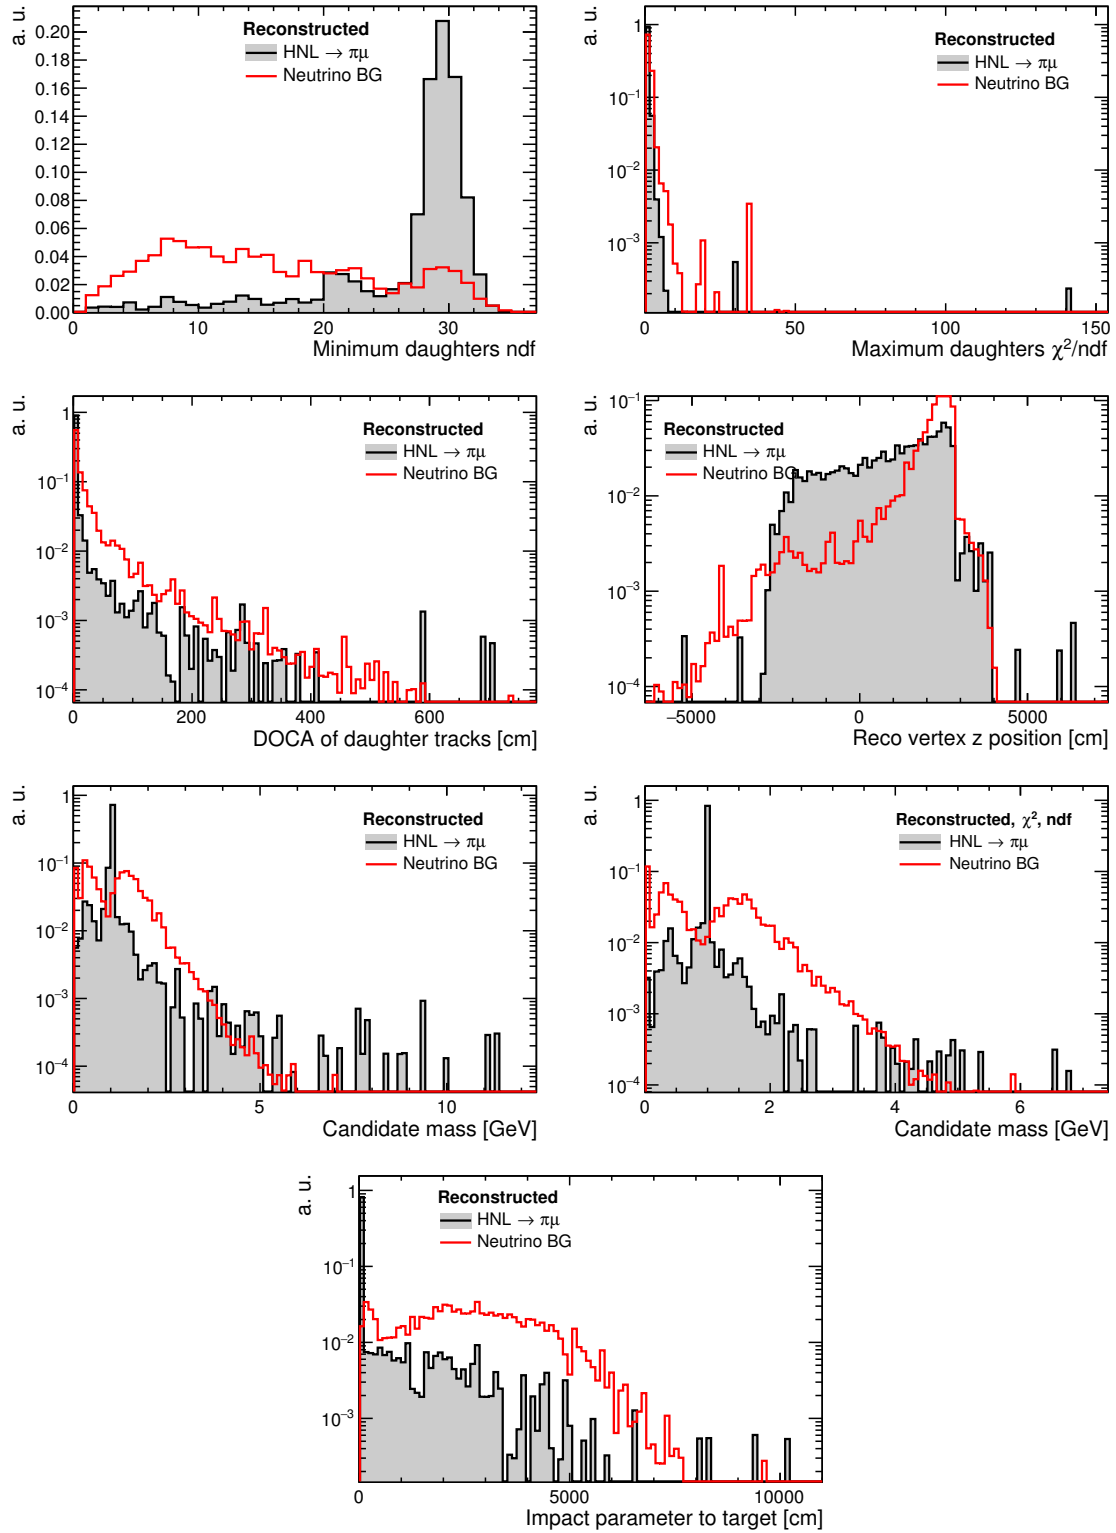 a. u.
0.20
0.18
0.16
0.14
0.12
0.10
0.08
0.06
0.04
0.02
0.00
Reconstructed
HNL → πμ
Neutrino BG
0 10 20 30
Minimum daughters ndf
a. u.
1
10⁻¹
10⁻²
10⁻³
Reconstructed
HNL → πμ
Neutrino BG
0 50 100 150
Maximum daughters χ²/ndf
a. u.
1
10⁻¹
10⁻²
10⁻³
10⁻⁴
Reconstructed
HNL → πμ
Neutrino BG
0 200 400 600
DOCA of daughter tracks [cm]
a. u.
10⁻¹
10⁻²
10⁻³
10⁻⁴
Reconstructed
HNL → πμ
Neutrino BG
−5000 0 5000
Reco vertex z position [cm]
a. u.
1
10⁻¹
10⁻²
10⁻³
10⁻⁴
Reconstructed
HNL → πμ
Neutrino BG
0 5 10
Candidate mass [GeV]
a. u.
1
10⁻¹
10⁻²
10⁻³
10⁻⁴
Reconstructed, χ², ndf
HNL → πμ
Neutrino BG
0 2 4 6
Candidate mass [GeV]
a. u.
1
10⁻¹
10⁻²
10⁻³
Reconstructed
HNL → πμ
Neutrino BG
0 5000 10000
Impact parameter to target [cm]